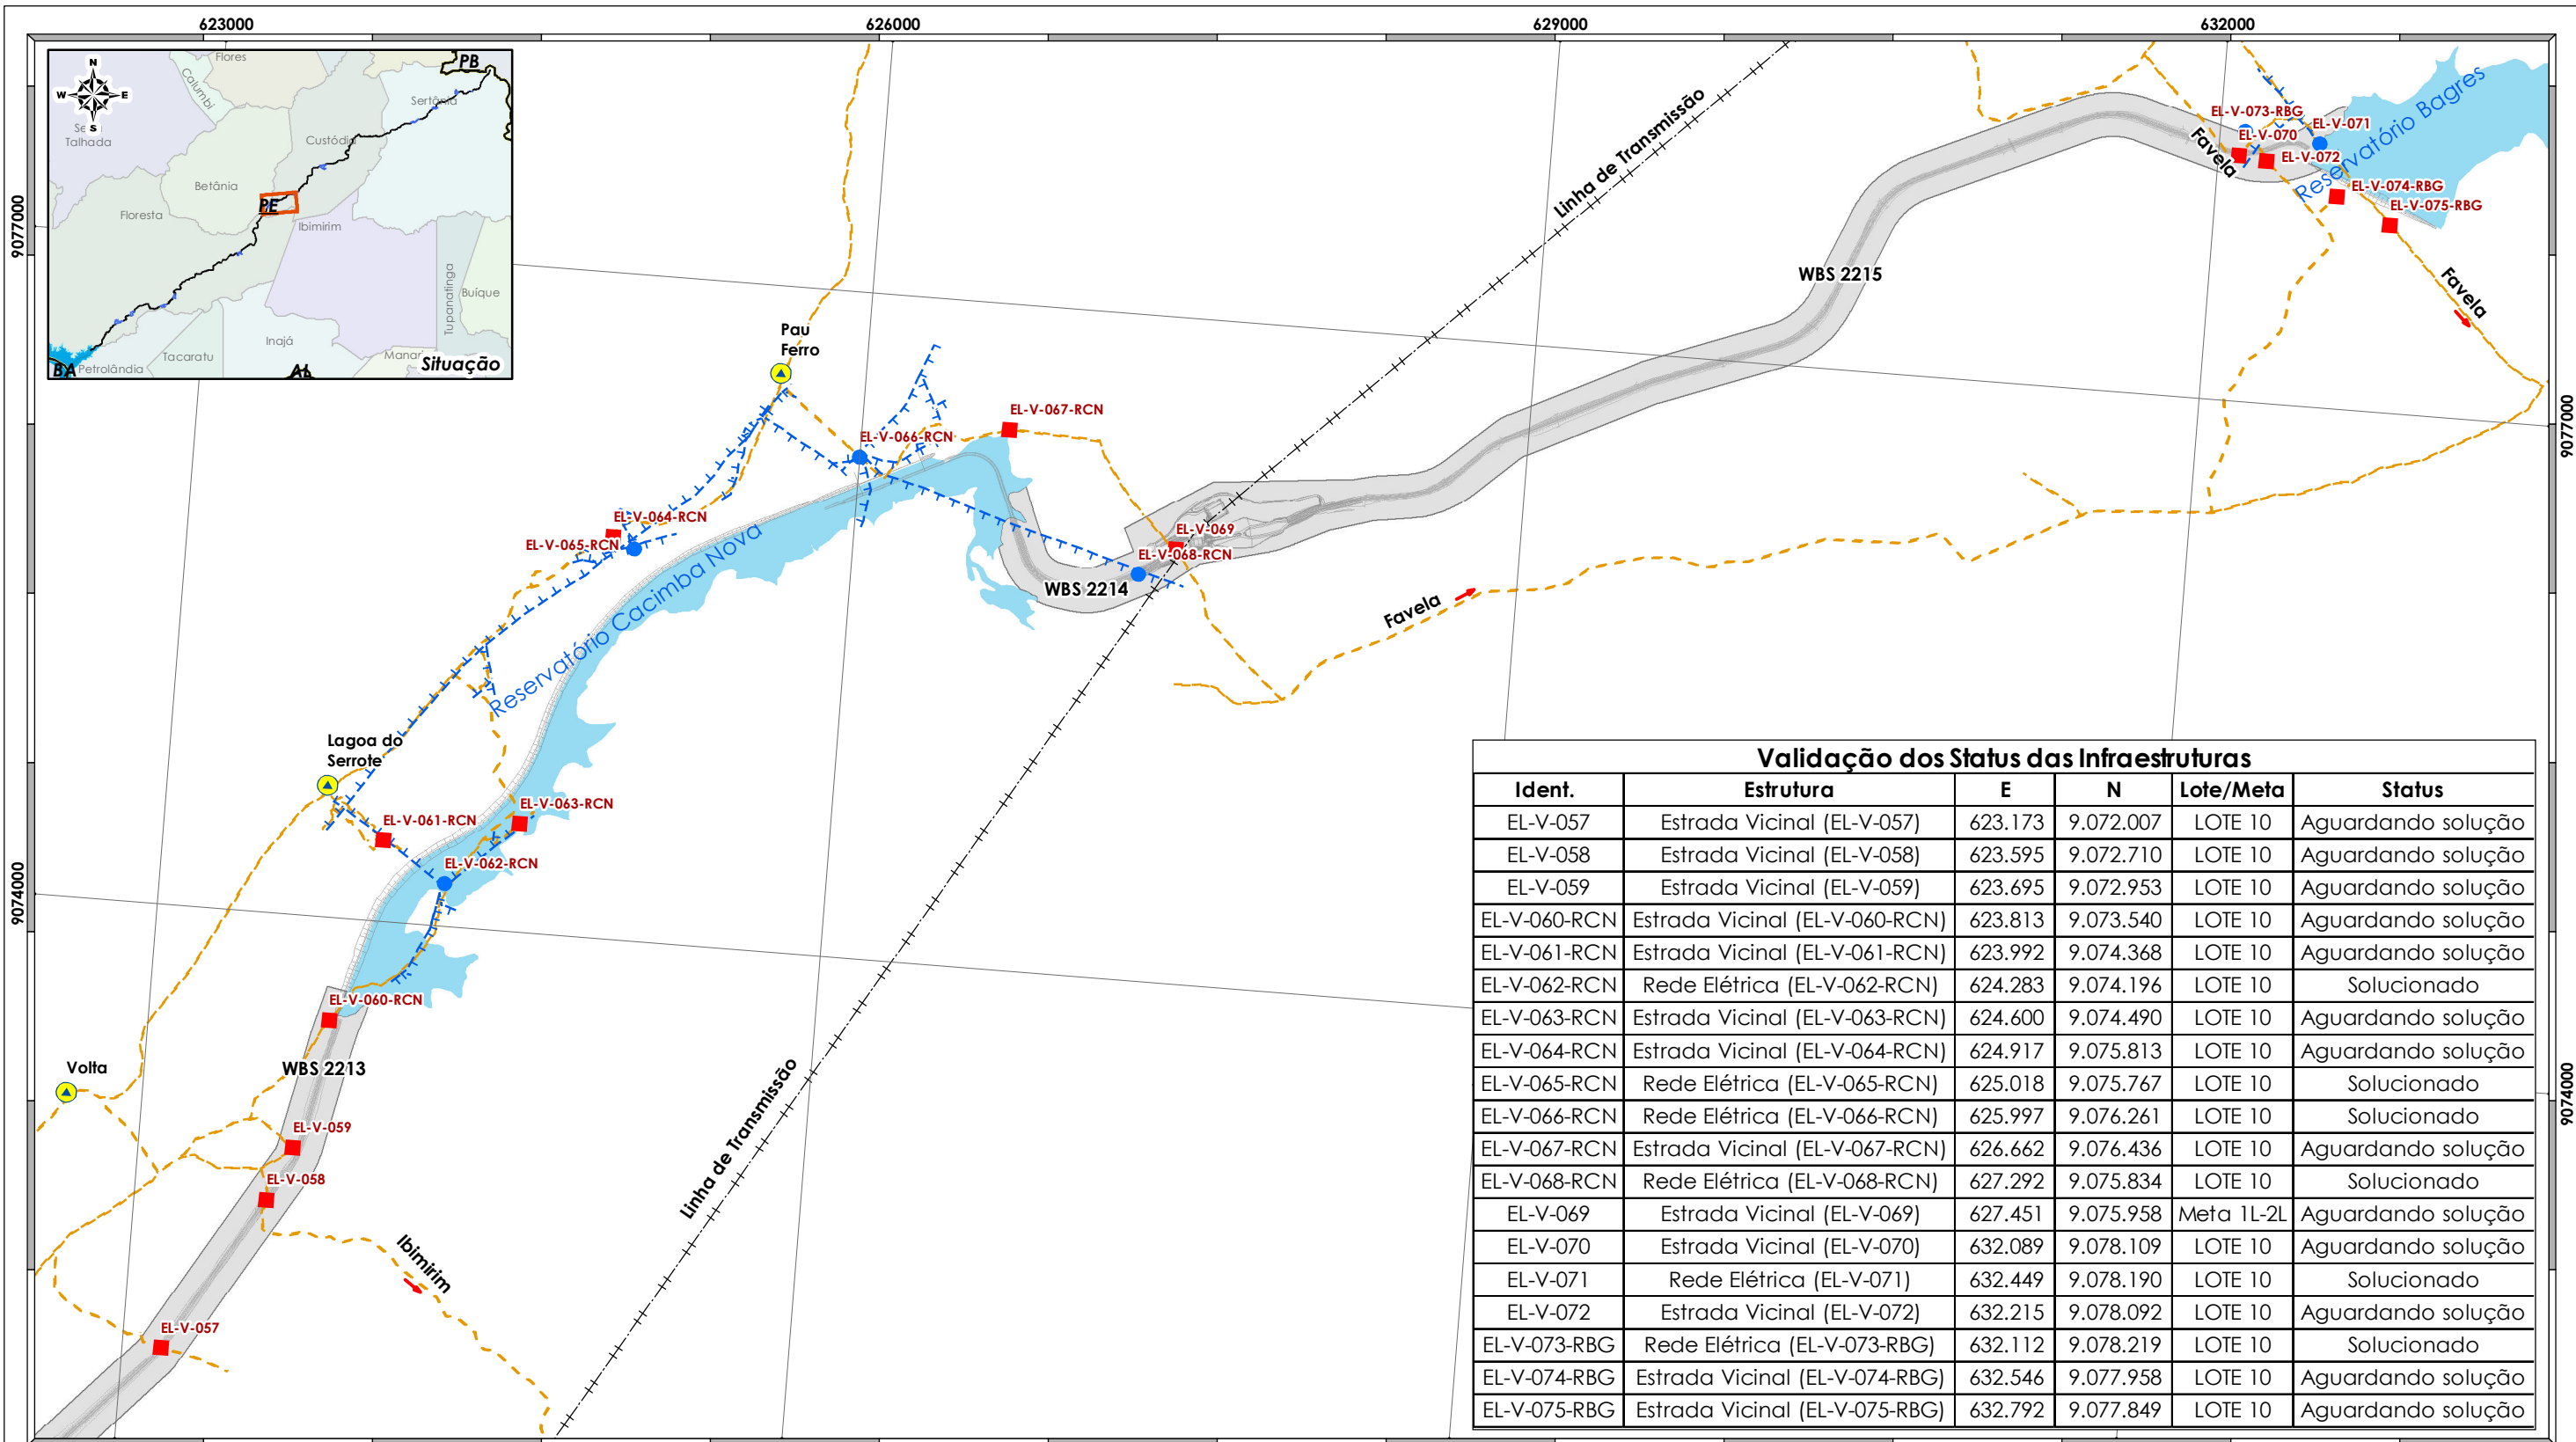 623000
626000
629000
632000
9077000
9074000
9077000
9074000
N
W
E
S
Flores
Calumbi
Talhada
Betânia
Custódia
Sertânia
PB
Floresta
PE
Ibimirim
Tupanatinga
Buíque
Inajá
Tacaratu
Petrolândia
BA
AL
Situação
Linha de Transmissão
WBS 2215
EL-V-073-RBG
EL-V-070
EL-V-071
EL-V-072
Favela
Reservatório Bagres
EL-V-074-RBG
EL-V-075-RBG
Favela
Pau
Ferro
EL-V-067-RCN
EL-V-066-RCN
EL-V-064-RCN
EL-V-065-RCN
EL-V-069
EL-V-068-RCN
WBS 2214
Favela
Reservatório Cacimba Nova
Lagoa do
Serrote
EL-V-063-RCN
EL-V-061-RCN
EL-V-062-RCN
EL-V-060-RCN
WBS 2213
Volta
EL-V-059
EL-V-058
Ibimirim
EL-V-057
Linha de Transmissão
Validação dos Status das Infraestruturas
Ident. Estrutura E N Lote/Meta Status
EL-V-057 Estrada Vicinal (EL-V-057) 623.173 9.072.007 LOTE 10 Aguardando solução
EL-V-058 Estrada Vicinal (EL-V-058) 623.595 9.072.710 LOTE 10 Aguardando solução
EL-V-059 Estrada Vicinal (EL-V-059) 623.695 9.072.953 LOTE 10 Aguardando solução
EL-V-060-RCN Estrada Vicinal (EL-V-060-RCN) 623.813 9.073.540 LOTE 10 Aguardando solução
EL-V-061-RCN Estrada Vicinal (EL-V-061-RCN) 623.992 9.074.368 LOTE 10 Aguardando solução
EL-V-062-RCN Rede Elétrica (EL-V-062-RCN) 624.283 9.074.196 LOTE 10 Solucionado
EL-V-063-RCN Estrada Vicinal (EL-V-063-RCN) 624.600 9.074.490 LOTE 10 Aguardando solução
EL-V-064-RCN Estrada Vicinal (EL-V-064-RCN) 624.917 9.075.813 LOTE 10 Aguardando solução
EL-V-065-RCN Rede Elétrica (EL-V-065-RCN) 625.018 9.075.767 LOTE 10 Solucionado
EL-V-066-RCN Rede Elétrica (EL-V-066-RCN) 625.997 9.076.261 LOTE 10 Solucionado
EL-V-067-RCN Estrada Vicinal (EL-V-067-RCN) 626.662 9.076.436 LOTE 10 Aguardando solução
EL-V-068-RCN Rede Elétrica (EL-V-068-RCN) 627.292 9.075.834 LOTE 10 Solucionado
EL-V-069 Estrada Vicinal (EL-V-069) 627.451 9.075.958 Meta 1L-2L Aguardando solução
EL-V-070 Estrada Vicinal (EL-V-070) 632.089 9.078.109 LOTE 10 Aguardando solução
EL-V-071 Rede Elétrica (EL-V-071) 632.449 9.078.190 LOTE 10 Solucionado
EL-V-072 Estrada Vicinal (EL-V-072) 632.215 9.078.092 LOTE 10 Aguardando solução
EL-V-073-RBG Rede Elétrica (EL-V-073-RBG) 632.112 9.078.219 LOTE 10 Solucionado
EL-V-074-RBG Estrada Vicinal (EL-V-074-RBG) 632.546 9.077.958 LOTE 10 Aguardando solução
EL-V-075-RBG Estrada Vicinal (EL-V-075-RBG) 632.792 9.077.849 LOTE 10 Aguardando solução